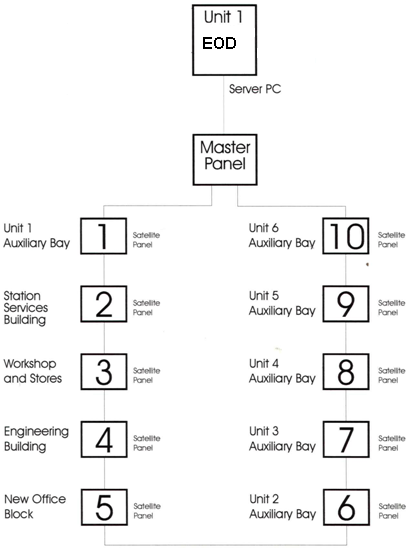 Unit 1
EOD
Server PC
Master
Panel
Unit 1
Auxiliary Bay
1
Satellite
Panel
Unit 6
Auxiliary Bay
10
Satellite
Panel
Station
Services
Building
2
Satellite
Panel
Unit 5
Auxiliary Bay
9
Satellite
Panel
Workshop
and Stores
3
Satellite
Panel
Unit 4
Auxiliary Bay
8
Satellite
Panel
Engineering
Building
4
Satellite
Panel
Unit 3
Auxiliary Bay
7
Satellite
Panel
New Office
Block
5
Satellite
Panel
Unit 2
Auxiliary Bay
6
Satellite
Panel